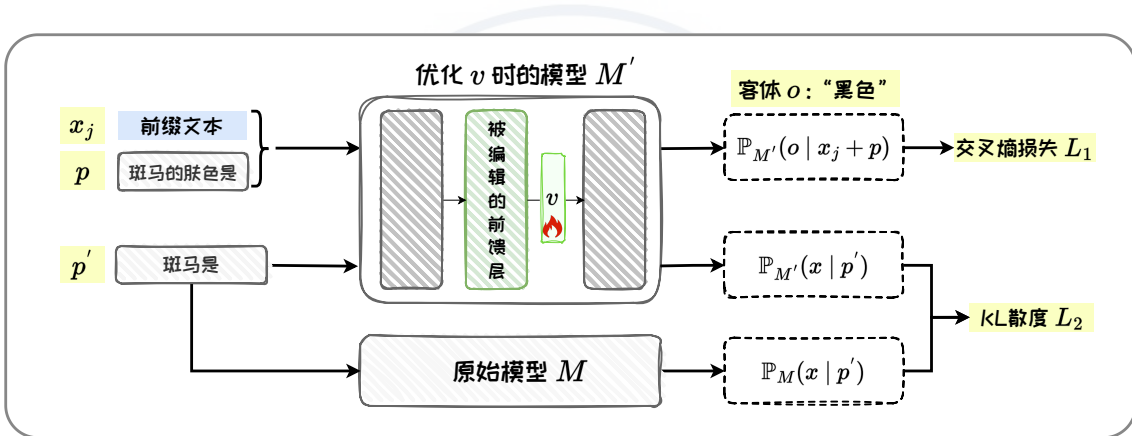 优化 v 时的模型 M′
客体 o："黑色"
x_j 前缀文本
p 斑马的肤色是
被编辑的前馈层
v
ℙ_{M′}(o | x_j + p)
交叉熵损失 L_1
p′ 斑马是
ℙ_{M′}(x | p′)
KL散度 L_2
原始模型 M
ℙ_M(x | p′)